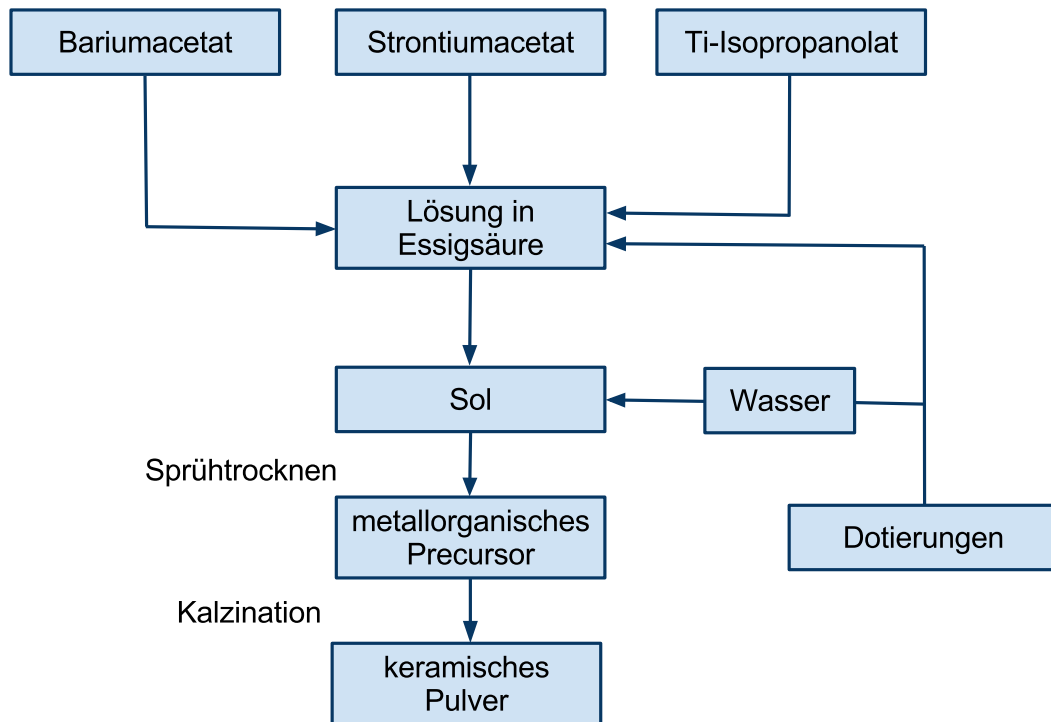 Bariumacetat
Strontiumacetat
Ti-Isopropanolat
Lösung in
Essigsäure
Sol
Wasser
Sprühtrocknen
metallorganisches
Precursor
Dotierungen
Kalzination
keramisches
Pulver